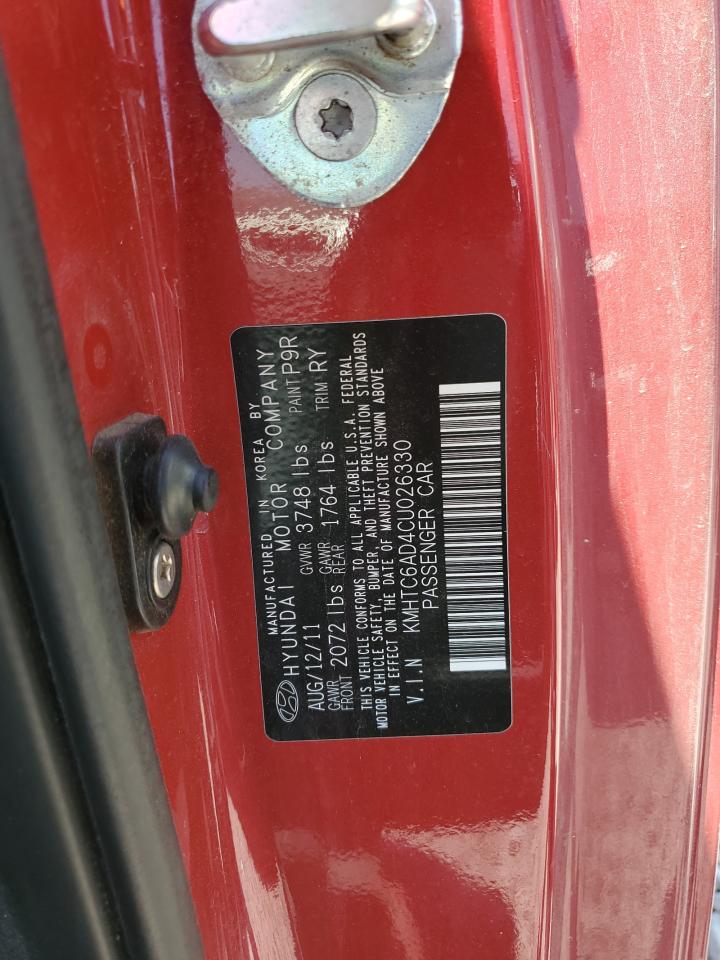 MANUFACTURED IN KOREA BY
HYUNDAI MOTOR COMPANY
AUG/12/11 GVWR 3748 lbs PAINT P9R
GAWR FRONT 2072 lbs GAWR REAR 1764 lbs TRIM RY
THIS VEHICLE CONFORMS TO ALL APPLICABLE U.S.A. FEDERAL
MOTOR VEHICLE SAFETY, BUMPER, AND THEFT PREVENTION STANDARDS
IN EFFECT ON THE DATE OF MANUFACTURE SHOWN ABOVE
V.I.N KMHTC6AD4CU026330
PASSENGER CAR